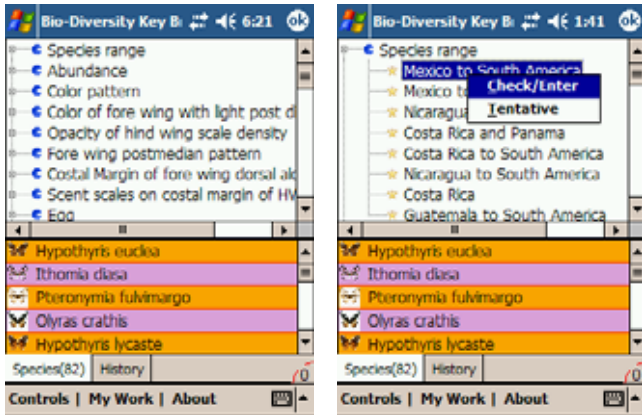 Bio-Diversity Key B 6:21 ok
Species range
Abundance
Color pattern
Color of fore wing with light post d
Opacity of hind wing scale density
Fore wing postmedian pattern
Costal Margin of fore wing dorsal
Scent scales on costal margin of HW
Egg
Hypothyris euclea
Ithomia diasa
Pteronymia fulvimargo
Olyras crathis
Hypothyris lycaste
Species(82) History
Controls | My Work | About
Bio-Diversity Key B 1:41 ok
Species range
Mexico to South America
Mexico
Check/Enter
Tentative
Nicaragua
Costa Rica and Panama
Costa Rica to South America
Nicaragua to South America
Costa Rica
Guatemala to South America
Hypothyris euclea
Ithomia diasa
Pteronymia fulvimargo
Olyras crathis
Hypothyris lycaste
Species(82) History
Controls | My Work | About